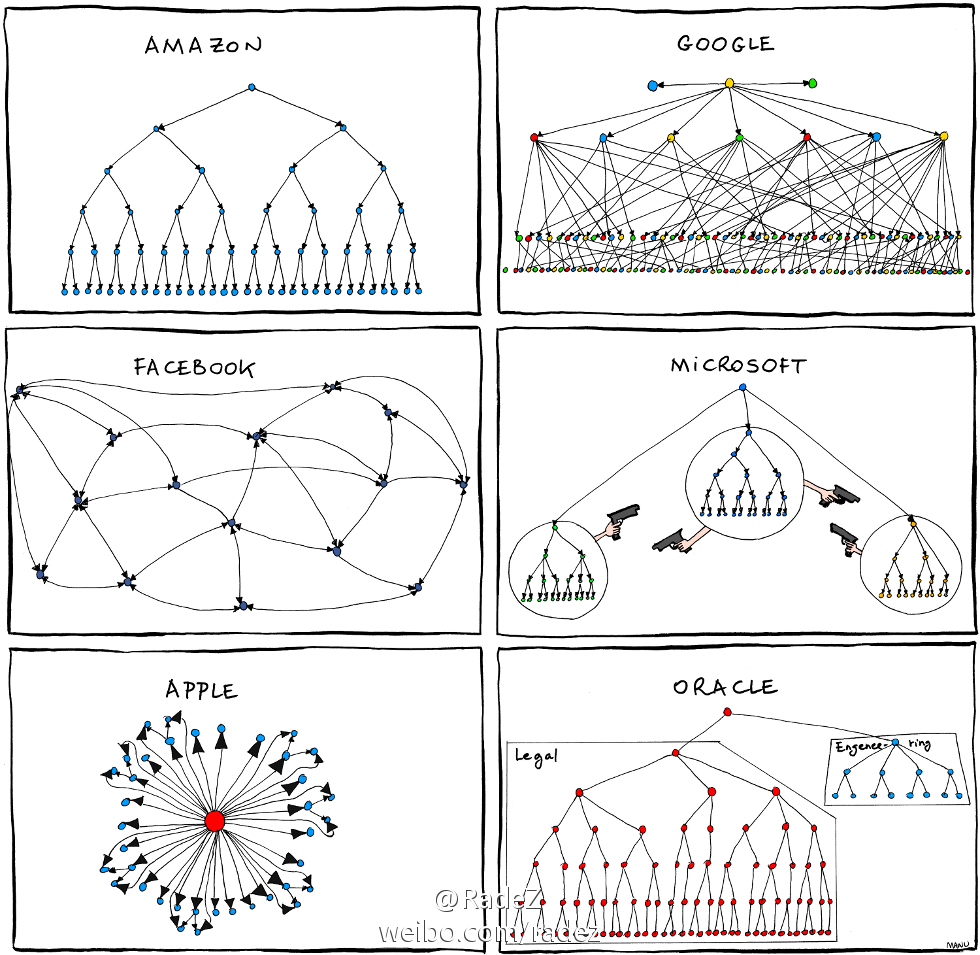 AMAZON
GOOGLE
FACEBOOK
MiCROSOFT
APPLE
ORACLE
Legal
Engenee-ring
@RadeZ
weibo.com/radez
MANU